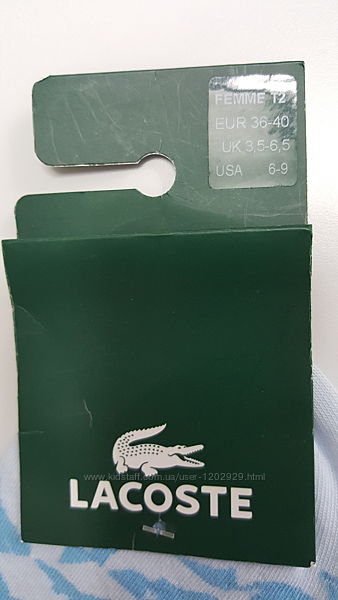 FEMME T2
EUR 36-40
UK 3,5-6,5
USA 6-9
www.kidstaff.com.ua/user-1202929.html
LACOSTE